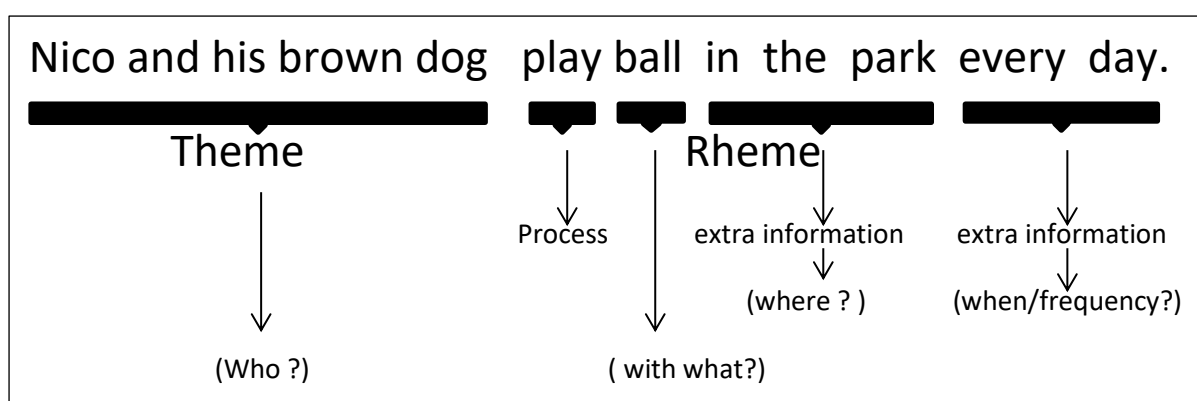 Nico and his brown dog play ball in the park every day.
Theme Rheme
Process extra information extra information
(where ? ) (when/frequency?)
(Who ?) ( with what?)